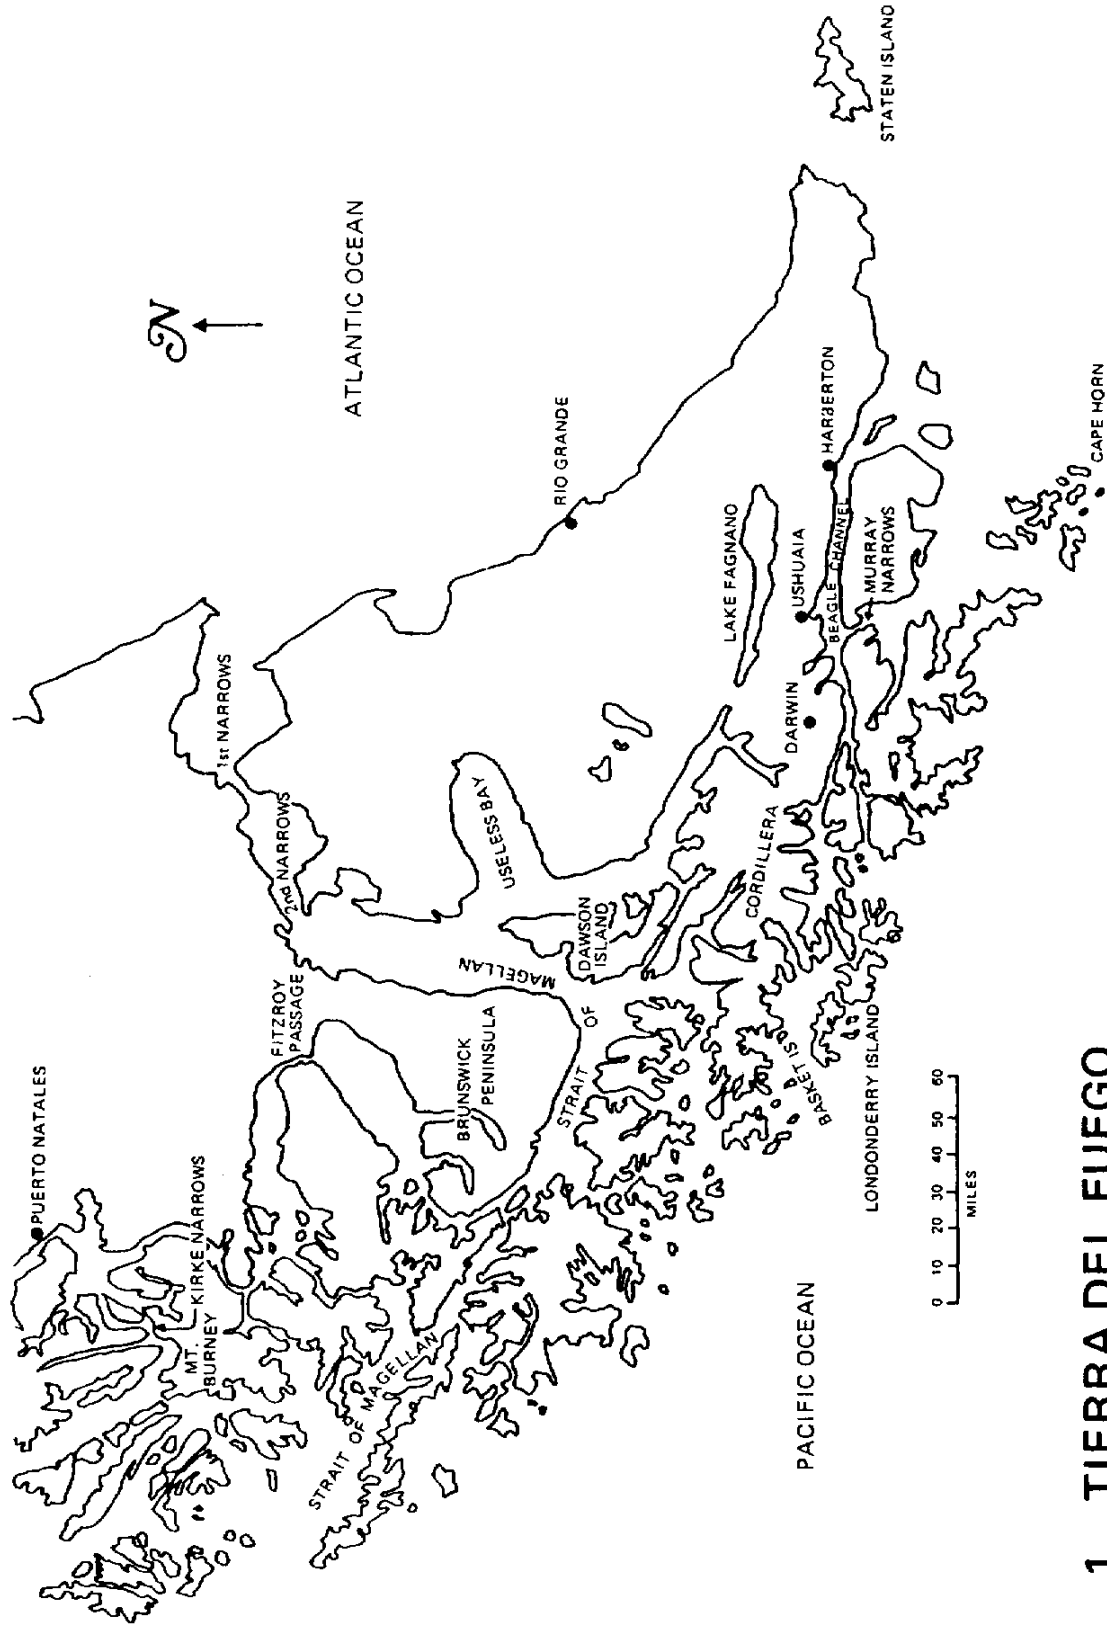 PUERTO NATALES
KIRKE NARROWS
MT.
BURNEY
FITZROY
PASSAGE
2nd NARROWS
1st NARROWS
N
ATLANTIC OCEAN
BRUNSWICK
PENINSULA
STRAIT OF MAGELLAN
STRAIT OF MAGELLAN
USELESS BAY
DAWSON
ISLAND
RIO GRANDE
LAKE FAGNANO
CORDILLERA
DARWIN
USHUAIA
BEAGLE CHANNEL
MURRAY
NARROWS
HARBERTON
STATEN ISLAND
BASKET IS
LONDONDERRY ISLAND
CAPE HORN
PACIFIC OCEAN
0 10 20 30 40 50 60
MILES
1 TIERRA DEL FUEGO